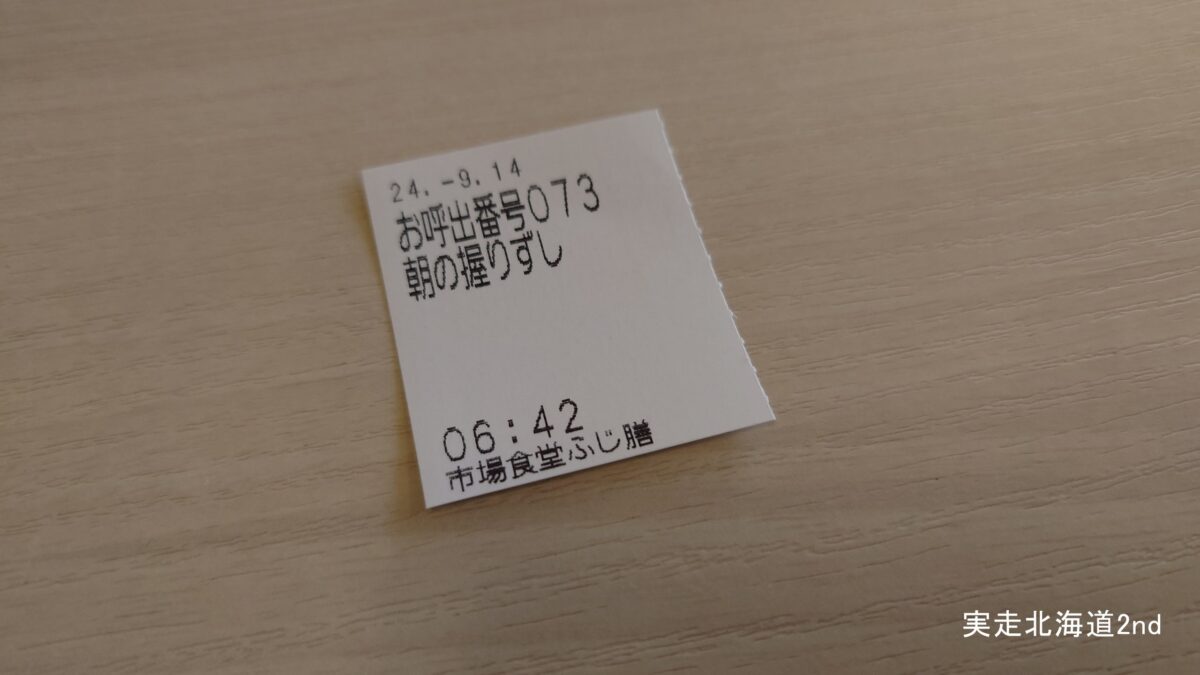 24.-9.14
お呼出番号073
朝の握りずし
06:42
市場食堂ふじ膳
実走北海道2nd